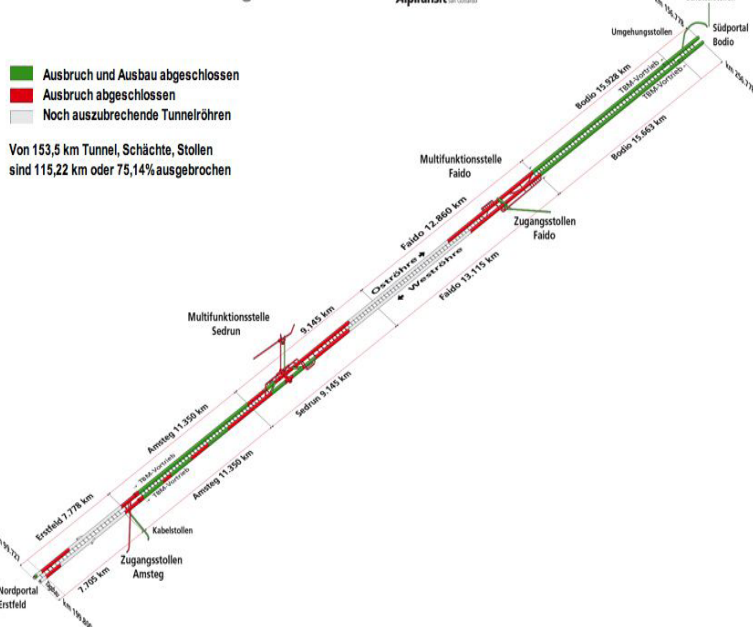 Alptransit
Ausbruch und Ausbau abgeschlossen
Ausbruch abgeschlossen
Noch auszubrechende Tunnelröhren
Von 153,5 km Tunnel, Schächte, Stollen
sind 115,22 km oder 75,14%ausgebrochen
Umgehungsstollen
Südportal
Bodio
Bodio 15.928 km
TBM-Vortrieb
TBM-Vortrieb
Bodio 15.663 km
Multifunktionsstelle
Faido
Zugangsstollen
Faido
Faido 12.860 km
Oströhre
Weströhre
Faido 13.115 km
Multifunktionsstelle
Sedrun
9.145 km
Sedrun 9.145 km
Amsteg 11.350 km
TBM-Vortrieb
TBM-Vortrieb
Amsteg 11.350 km
Erstfeld 7.778 km
Kabelstollen
Zugangsstollen
Amsteg
7.705 km
Nordportal
Erstfeld